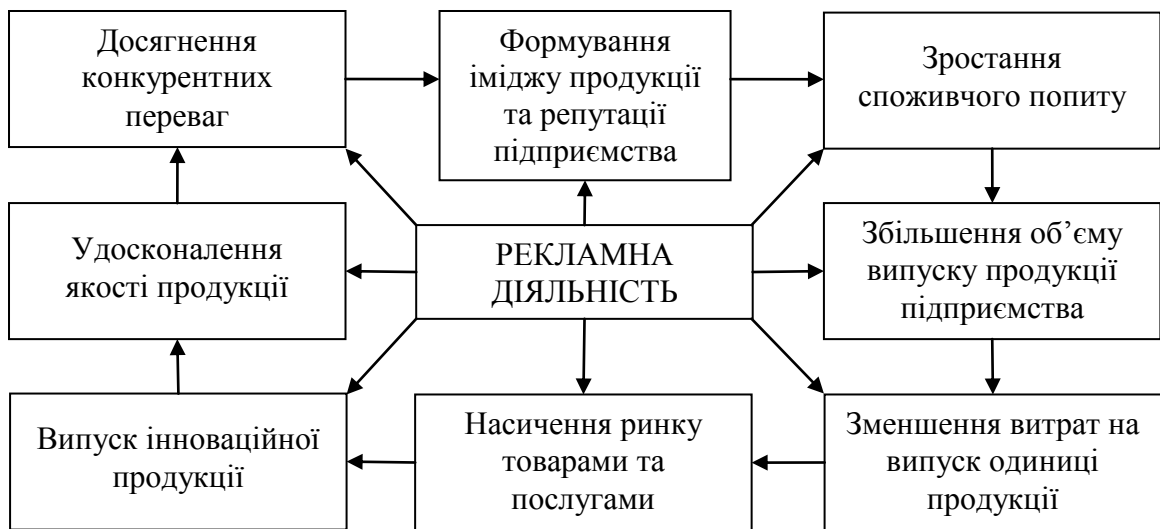 Досягнення
конкурентних
переваг
Формування
іміджу продукції
та репутації
підприємства
Зростання
споживчого попиту
Удосконалення
якості продукції
РЕКЛАМНА
ДІЯЛЬНІСТЬ
Збільшення об’єму
випуску продукції
підприємства
Випуск інноваційної
продукції
Насичення ринку
товарами та
послугами
Зменшення витрат на
випуск одиниці
продукції